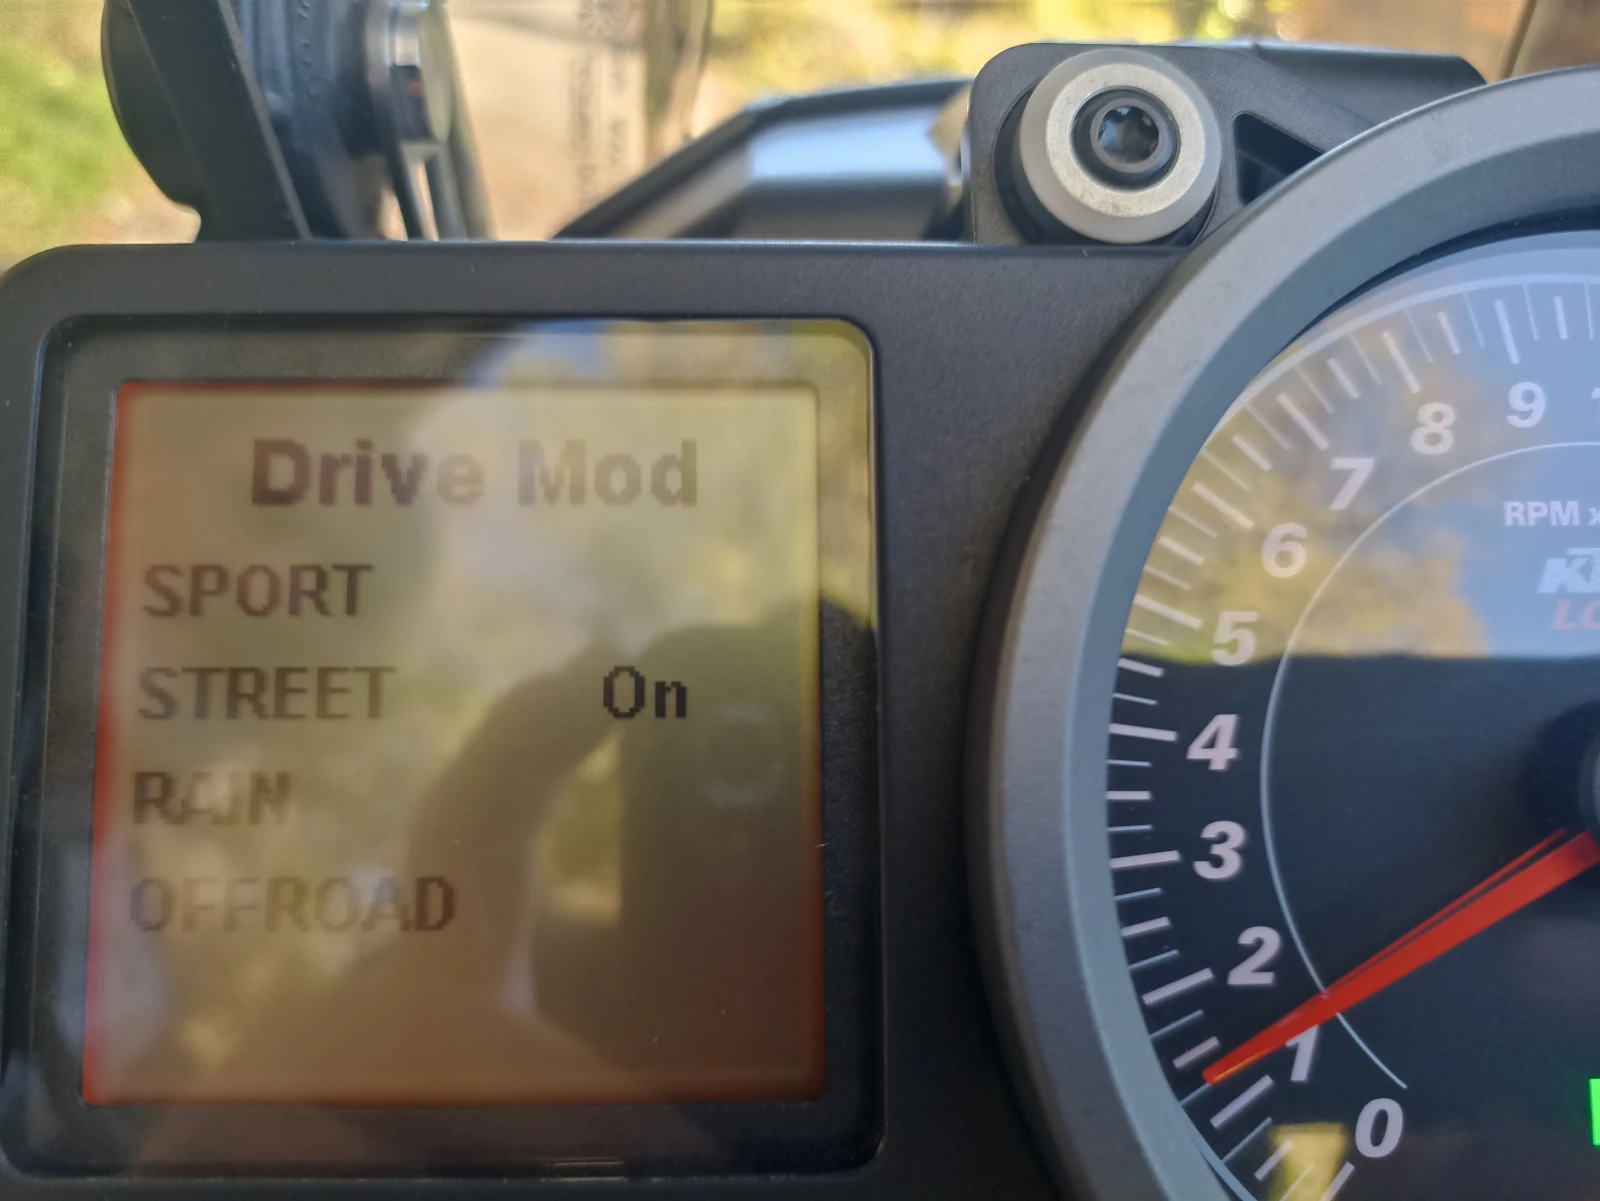 Drive Mod
SPORT
STREET On
RAIN
OFFROAD
9
8
7
6
5
4
3
2
1
0
RPM x